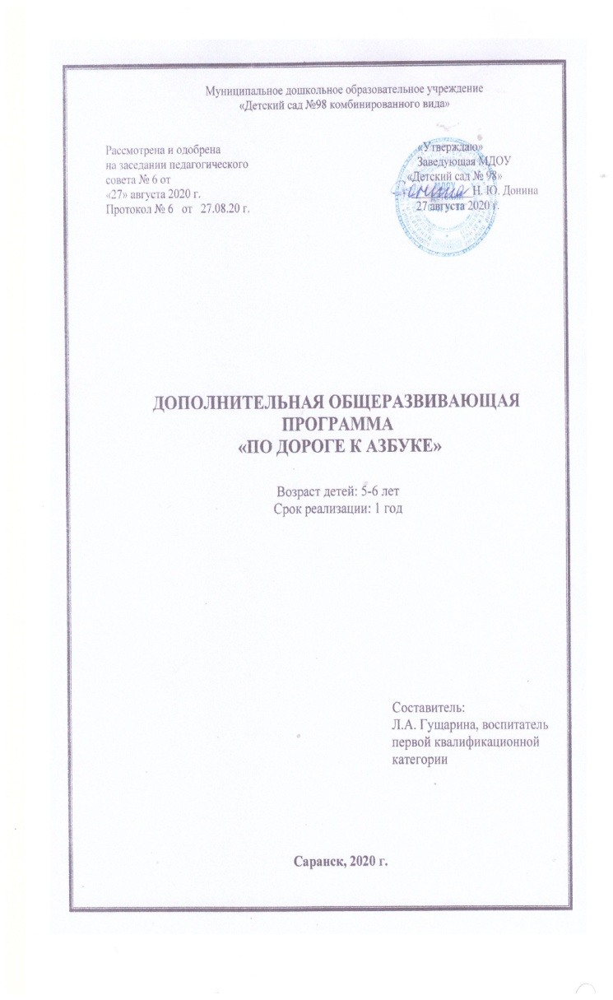 Муниципальное дошкольное образовательное учреждение
«Детский сад №98 комбинированного вида»
Рассмотрена и одобрена
на заседании педагогического
совета № 6 от
«27» августа 2020 г.
Протокол № 6 от 27.08.20 г.
«Утверждаю»
Заведующая МДОУ
«Детский сад № 98»
Н. Ю. Донина
27 августа 2020 г.
ДОПОЛНИТЕЛЬНАЯ ОБЩЕРАЗВИВАЮЩАЯ
ПРОГРАММА
«ПО ДОРОГЕ К АЗБУКЕ»
Возраст детей: 5-6 лет
Срок реализации: 1 год
Составитель:
Л.А. Гущарина, воспитатель
первой квалификационной
категории
Саранск, 2020 г.